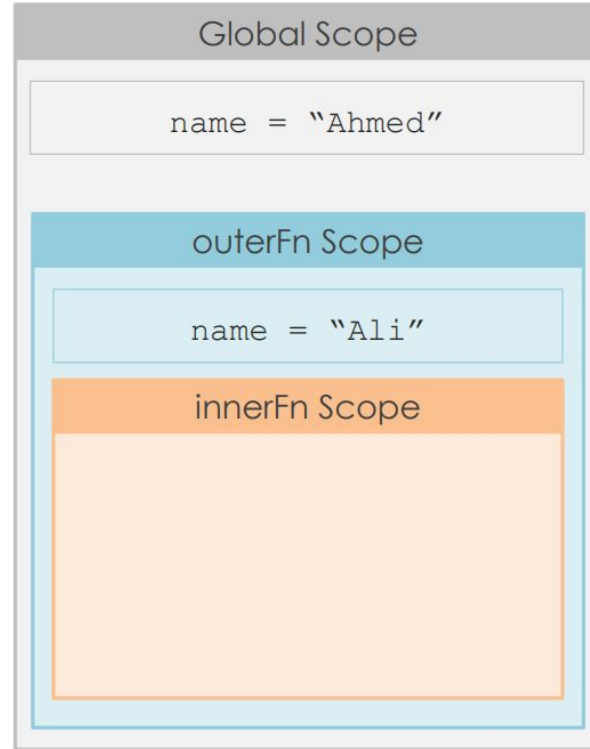 Global Scope
name = “Ahmed”
outerFn Scope
name = “Ali”
innerFn Scope